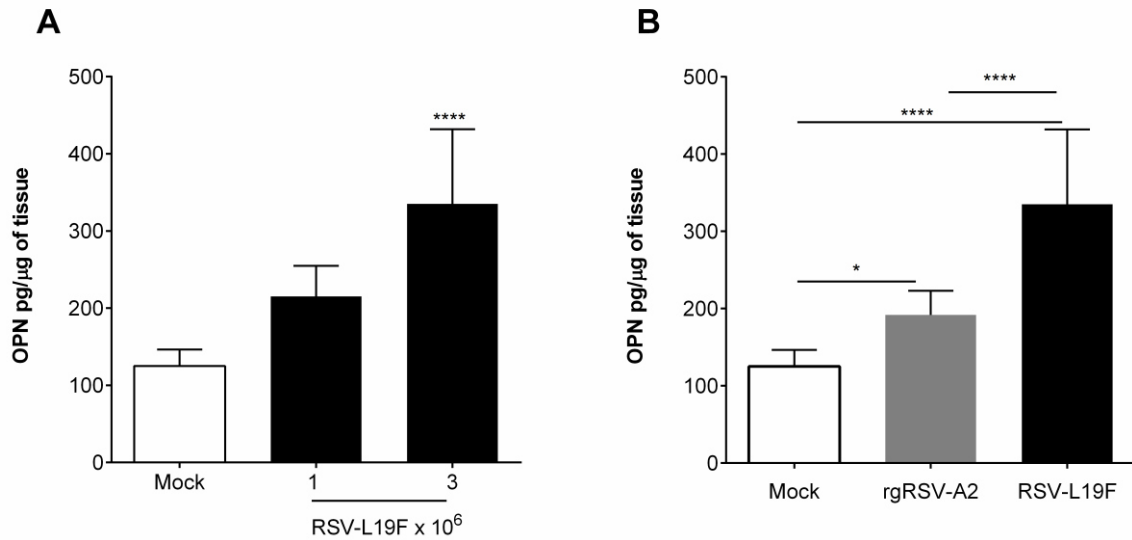 A
B
OPN pg/μg of tissue
500
400
300
200
100
0
****
Mock
1
3
RSV-L19F x 10⁶
OPN pg/μg of tissue
500
400
300
200
100
0
****
****
*
Mock
rgRSV-A2
RSV-L19F